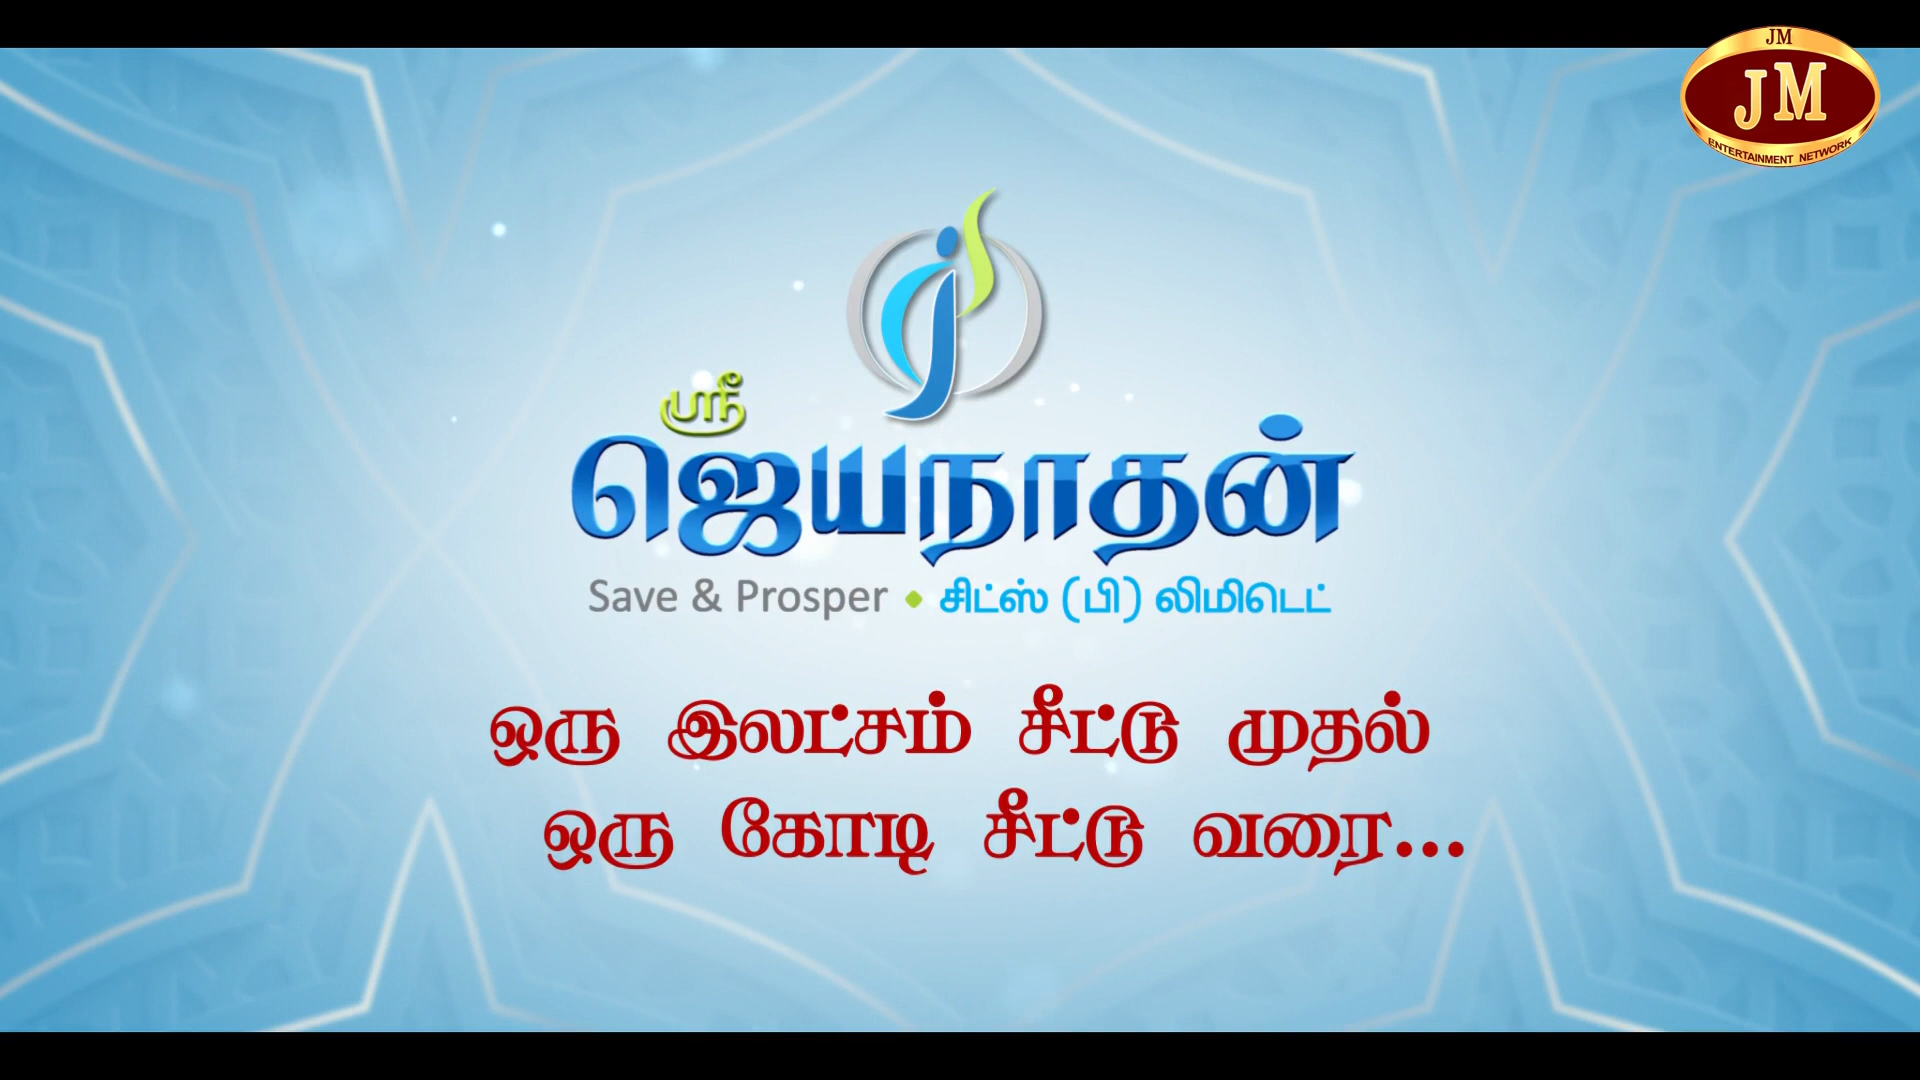 JM
JM
ENTERTAINMENT NETWORK
ஸ்ரீ
ஜெயநாதன்
Save & Prosper • சிட்ஸ் (பி) லிமிடெட்
ஒரு இலட்சம் சீட்டு முதல்
ஒரு கோடி சீட்டு வரை...